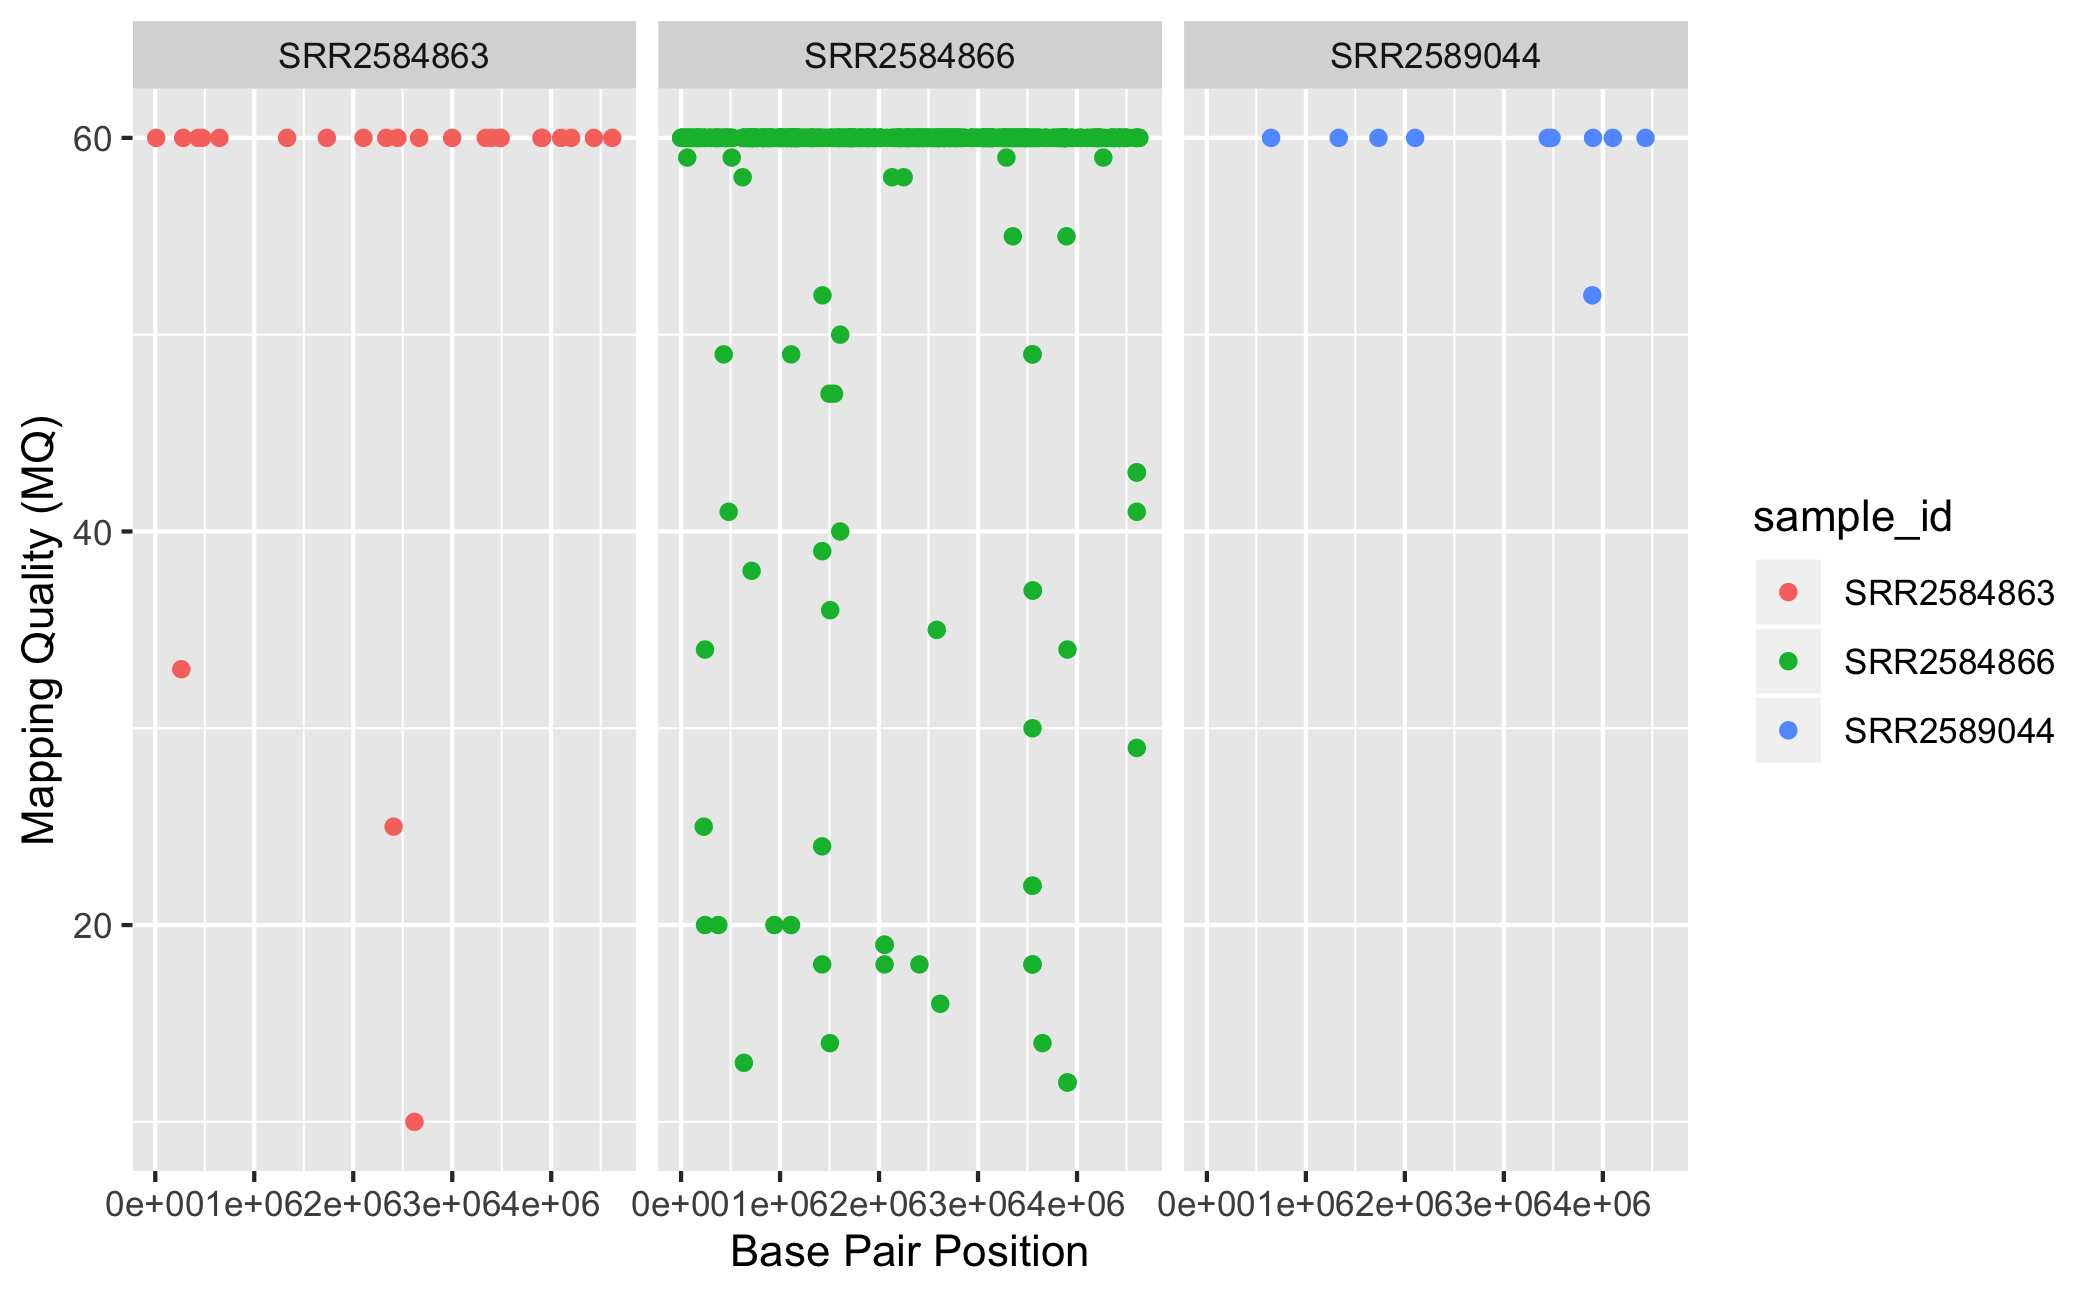 SRR2584863 SRR2584866 SRR2589044
60
40
20
Mapping Quality (MQ)
0e+001e+062e+063e+064e+06 0e+001e+062e+063e+064e+06 0e+001e+062e+063e+064e+06
Base Pair Position
sample_id
SRR2584863
SRR2584866
SRR2589044